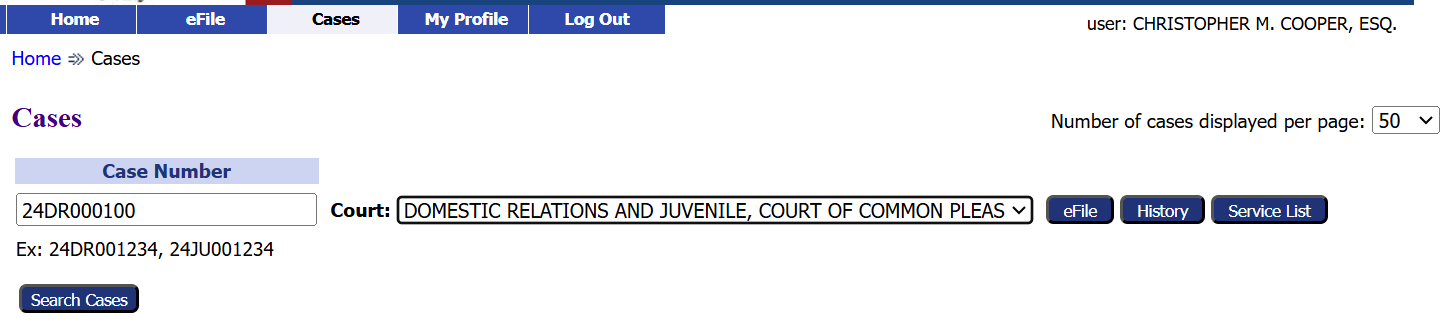 Home eFile Cases My Profile Log Out user: CHRISTOPHER M. COOPER, ESQ.
Home Cases
Cases
Number of cases displayed per page: 50
Case Number
24DR000100 Court: DOMESTIC RELATIONS AND JUVENILE, COURT OF COMMON PLEAS eFile History Service List
Ex: 24DR001234, 24JU001234
Search Cases